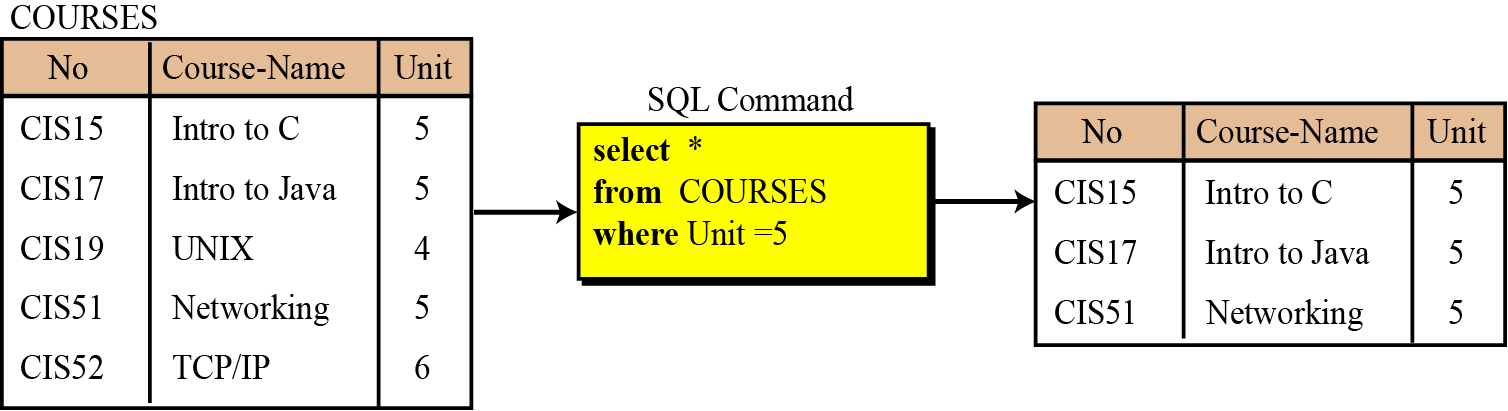 COURSES
No Course-Name Unit
CIS15 Intro to C 5
CIS17 Intro to Java 5
CIS19 UNIX 4
CIS51 Networking 5
CIS52 TCP/IP 6
SQL Command
select *
from COURSES
where Unit =5
No Course-Name Unit
CIS15 Intro to C 5
CIS17 Intro to Java 5
CIS51 Networking 5